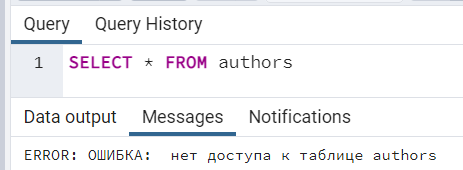 Query Query History
1 SELECT * FROM authors
Data output Messages Notifications
ERROR: ОШИБКА:  нет доступа к таблице authors